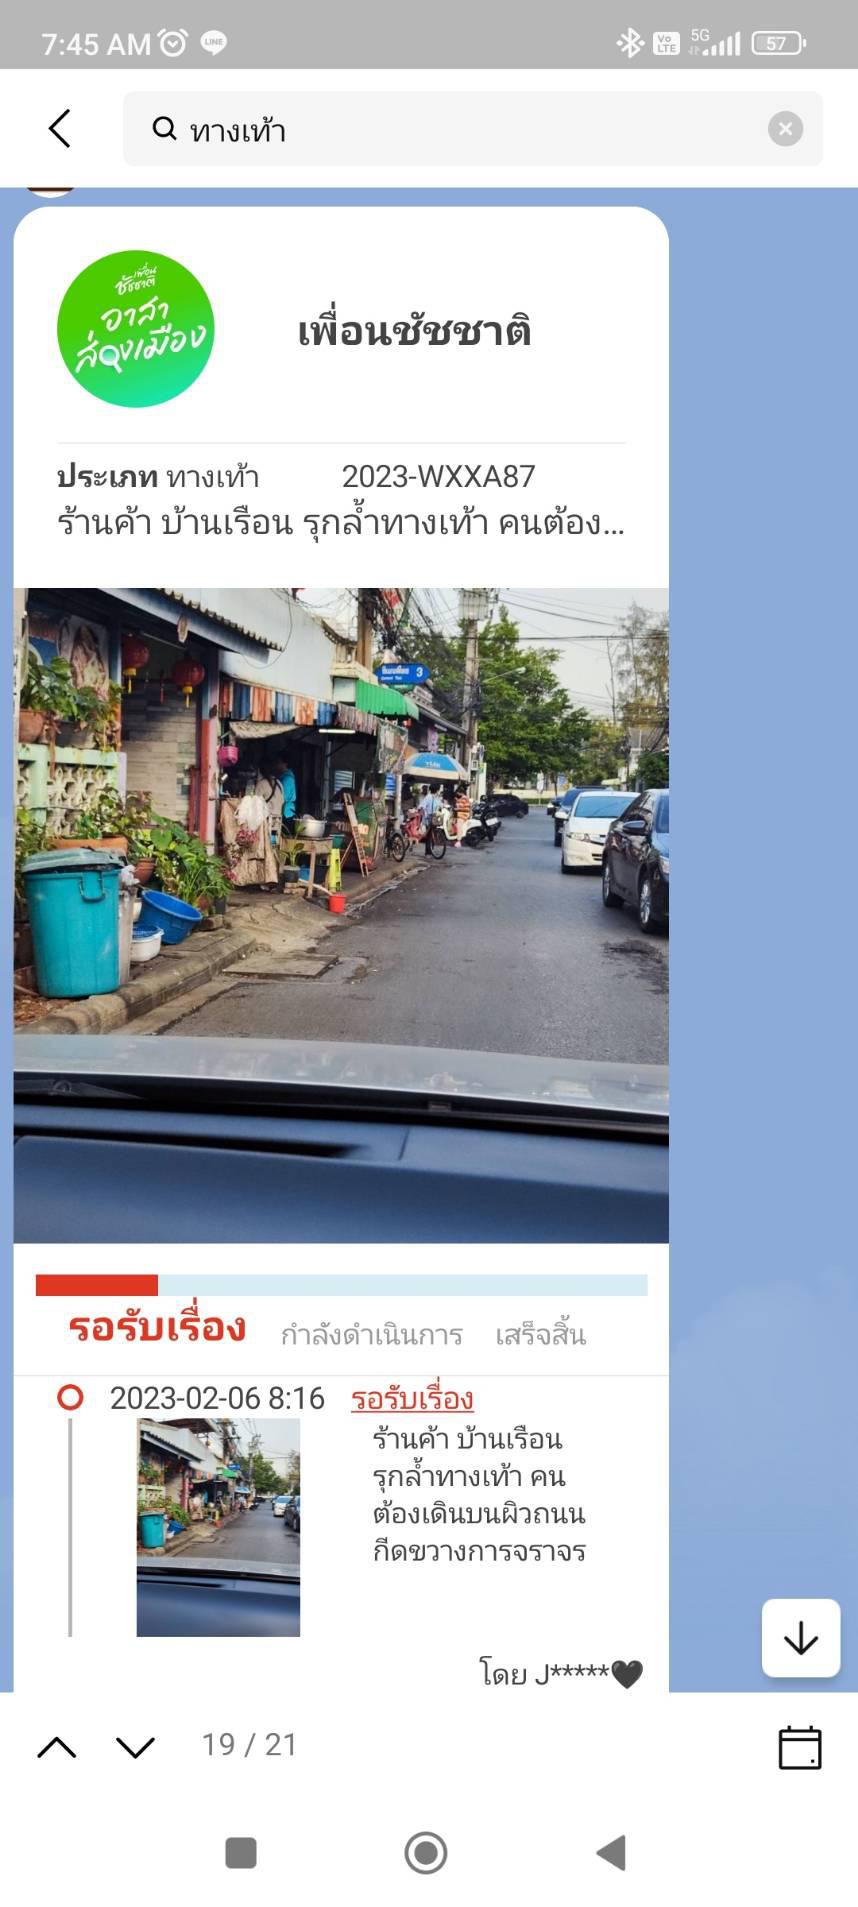 7:45 AM
LINE
Vo LTE
5G
57
ทางเท้า
เพื่อน
ชัชชาติ
อาสา
ส่องเมือง
เพื่อนชัชชาติ
ประเภท ทางเท้า 2023-WXXA87
ร้านค้า บ้านเรือน รุกล้ำทางเท้า คนต้อง...
3
รอรับเรื่อง กำลังดำเนินการ เสร็จสิ้น
2023-02-06 8:16 รอรับเรื่อง
ร้านค้า บ้านเรือน
รุกล้ำทางเท้า คน
ต้องเดินบนผิวถนน
กีดขวางการจราจร
โดย J*****🖤
19 / 21